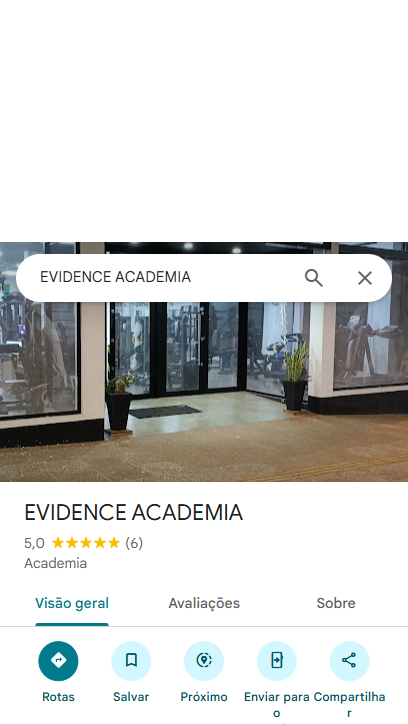 EVIDENCE ACADEMIA
EVIDENCE ACADEMIA
5,0 (6)
Academia
Visão geral Avaliações Sobre
Rotas Salvar Próximo Enviar para o Compartilhar